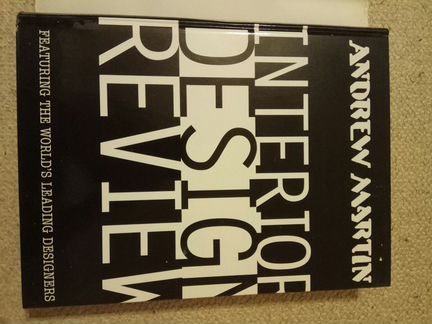 ANDREW MARTIN
INTERIOR
DESIGN
REVIEW
FEATURING THE WORLD'S LEADING DESIGNERS